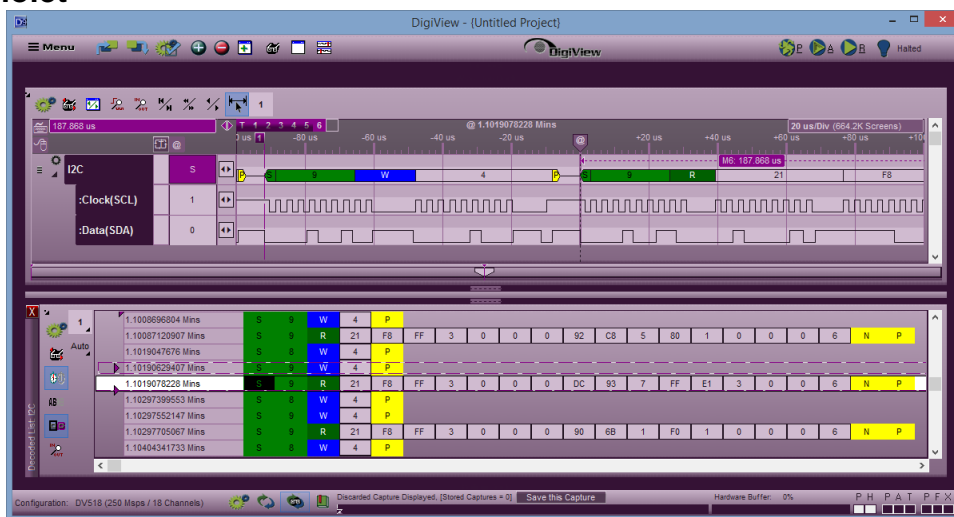 DigiView - {Untitled Project}
Menu DigiView P A B Halted
1
187.868 us T 1 2 3 4 5 6 @ 1.1019078228 Mins 20 us/Div (664.2K Screens)
@ 0 us 1 -80 us -60 us -40 us -20 us @ +20 us +40 us +60 us +80 us +100
M6: 187.868 us
I2C S P S 9 W 4 P S 9 R 21 F8
:Clock(SCL) 1
:Data(SDA) 0
X
1 1.1008696804 Mins S 9 W 4 P
1.10087120907 Mins S 9 R 21 F8 FF 3 0 0 0 92 C8 5 80 1 0 0 0 6 N P
Auto 1.1019047676 Mins S 8 W 4 P
1.10190629407 Mins S 9 W 4 P
1.1019078228 Mins S 9 R 21 F8 FF 3 0 0 0 DC 93 7 FF E1 3 0 0 6 N P
1.10297399553 Mins S 8 W 4 P
1.10297552147 Mins S 9 W 4 P
1.10297705067 Mins S 9 R 21 F8 FF 3 0 0 0 90 6B 1 F0 1 0 0 0 6 N P
1.10404341733 Mins S 8 W 4 P
Decoded List: I2C
Configuration: DV518 (250 Msps / 18 Channels) Discarded Capture Displayed, [Stored Captures = 0] Save this Capture Hardware Buffer: 0% P H P A T P F X